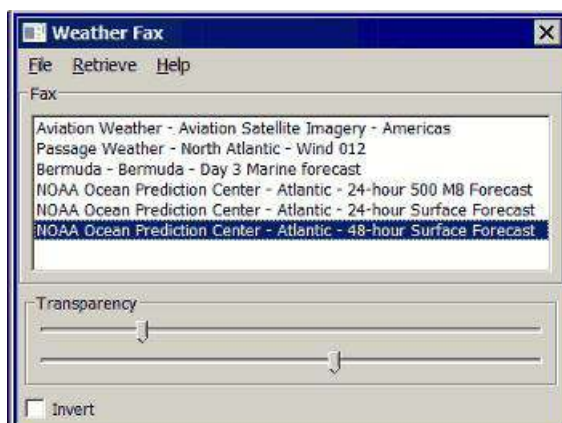 Weather Fax
File Retrieve Help
Fax
Aviation Weather - Aviation Satellite Imagery - Americas
Passage Weather - North Atlantic - Wind 012
Bermuda - Bermuda - Day 3 Marine forecast
NOAA Ocean Prediction Center - Atlantic - 24-hour 500 MB Forecast
NOAA Ocean Prediction Center - Atlantic - 24-hour Surface Forecast
NOAA Ocean Prediction Center - Atlantic - 48-hour Surface Forecast
Transparency
Invert